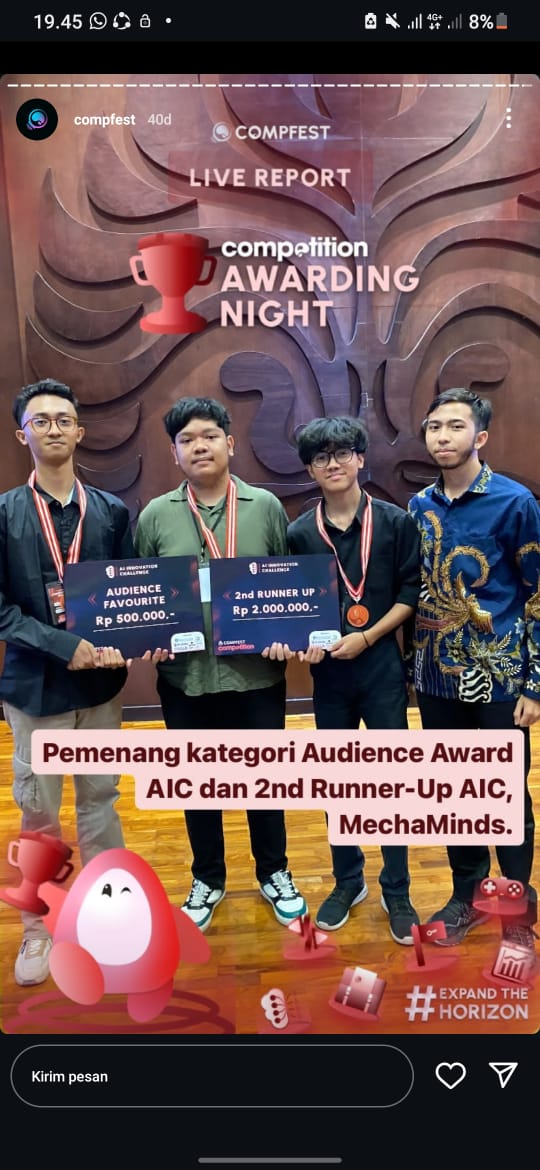 19.45
4G+
8%
compfest 40d
COMPFEST
LIVE REPORT
competition
AWARDING
NIGHT
AI INNOVATION
CHALLENGE
AUDIENCE
FAVOURITE
Rp 500.000,-
AI INNOVATION
CHALLENGE
2nd RUNNER UP
Rp 2.000.000,-
COMPFEST
competition
Pemenang kategori Audience Award
AIC dan 2nd Runner-Up AIC,
MechaMinds.
#EXPAND THE
HORIZON
Kirim pesan